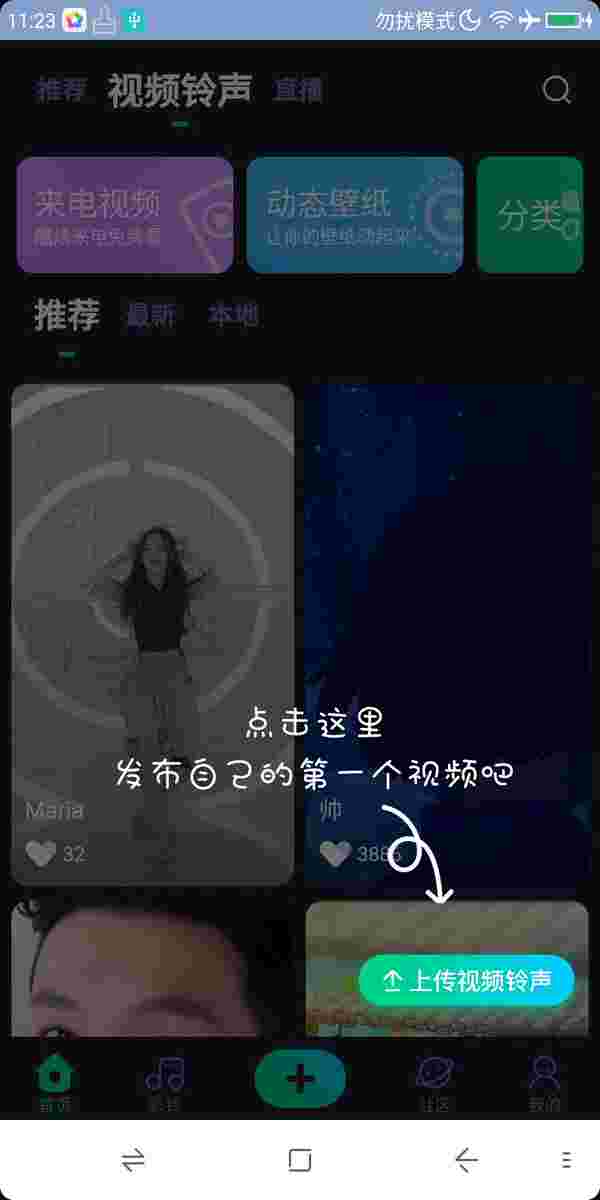 11:23
勿扰模式
推荐 视频铃声 直播
来电视频
动态壁纸
让你的壁纸动起来
分类
推荐 最新 本地
点击这里
发布自己的第一个视频吧
Maria
帅
32
3886
上传视频铃声
首页
社区
我的